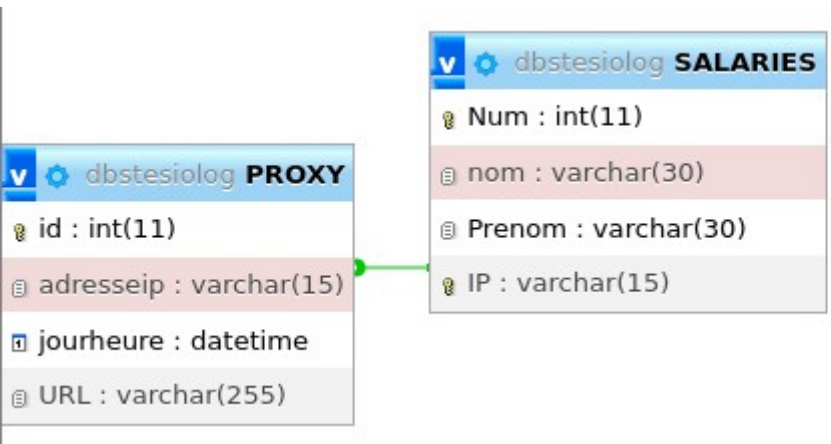 v dbstesiolog PROXY
id : int(11)
adresseip : varchar(15)
jourheure : datetime
URL : varchar(255)
v dbstesiolog SALARIES
Num : int(11)
nom : varchar(30)
Prenom : varchar(30)
IP : varchar(15)